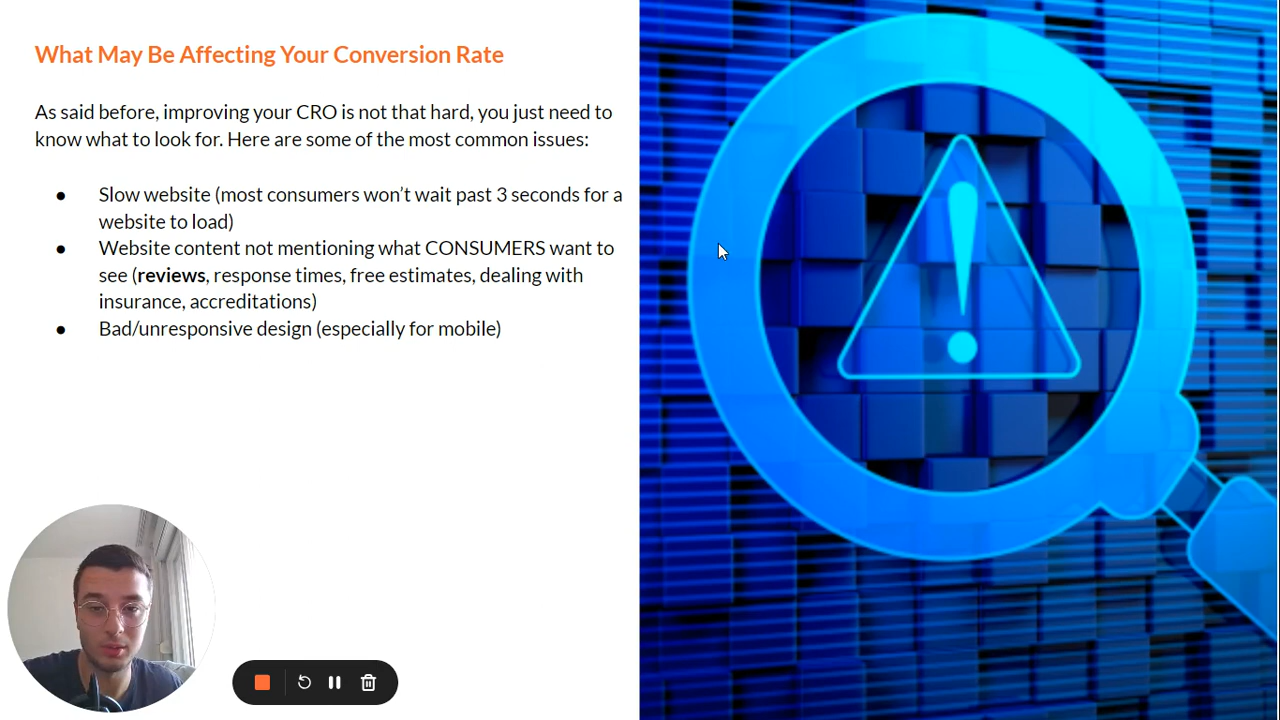 What May Be Affecting Your Conversion Rate
As said before, improving your CRO is not that hard, you just need to
know what to look for. Here are some of the most common issues:
● Slow website (most consumers won’t wait past 3 seconds for a
website to load)
● Website content not mentioning what CONSUMERS want to
see (reviews, response times, free estimates, dealing with
insurance, accreditations)
● Bad/unresponsive design (especially for mobile)